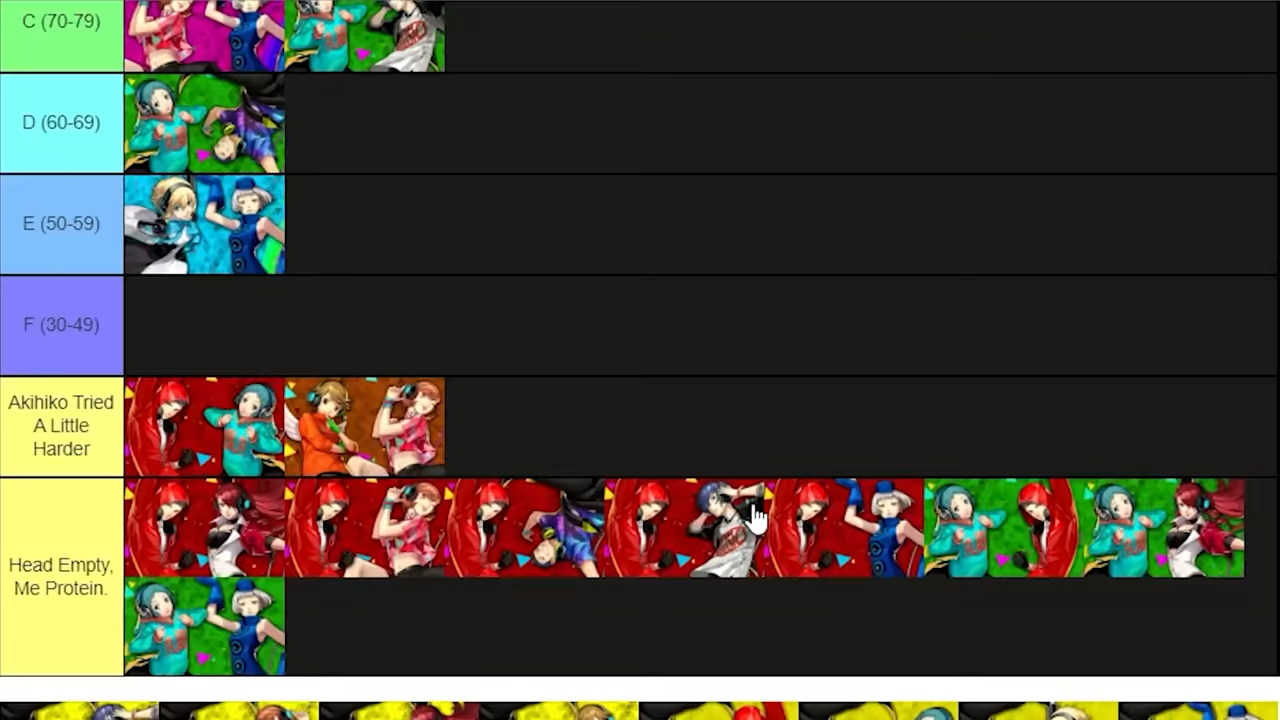 C (70-79)
D (60-69)
E (50-59)
F (30-49)
Akihiko Tried
A Little
Harder
Head Empty,
Me Protein.